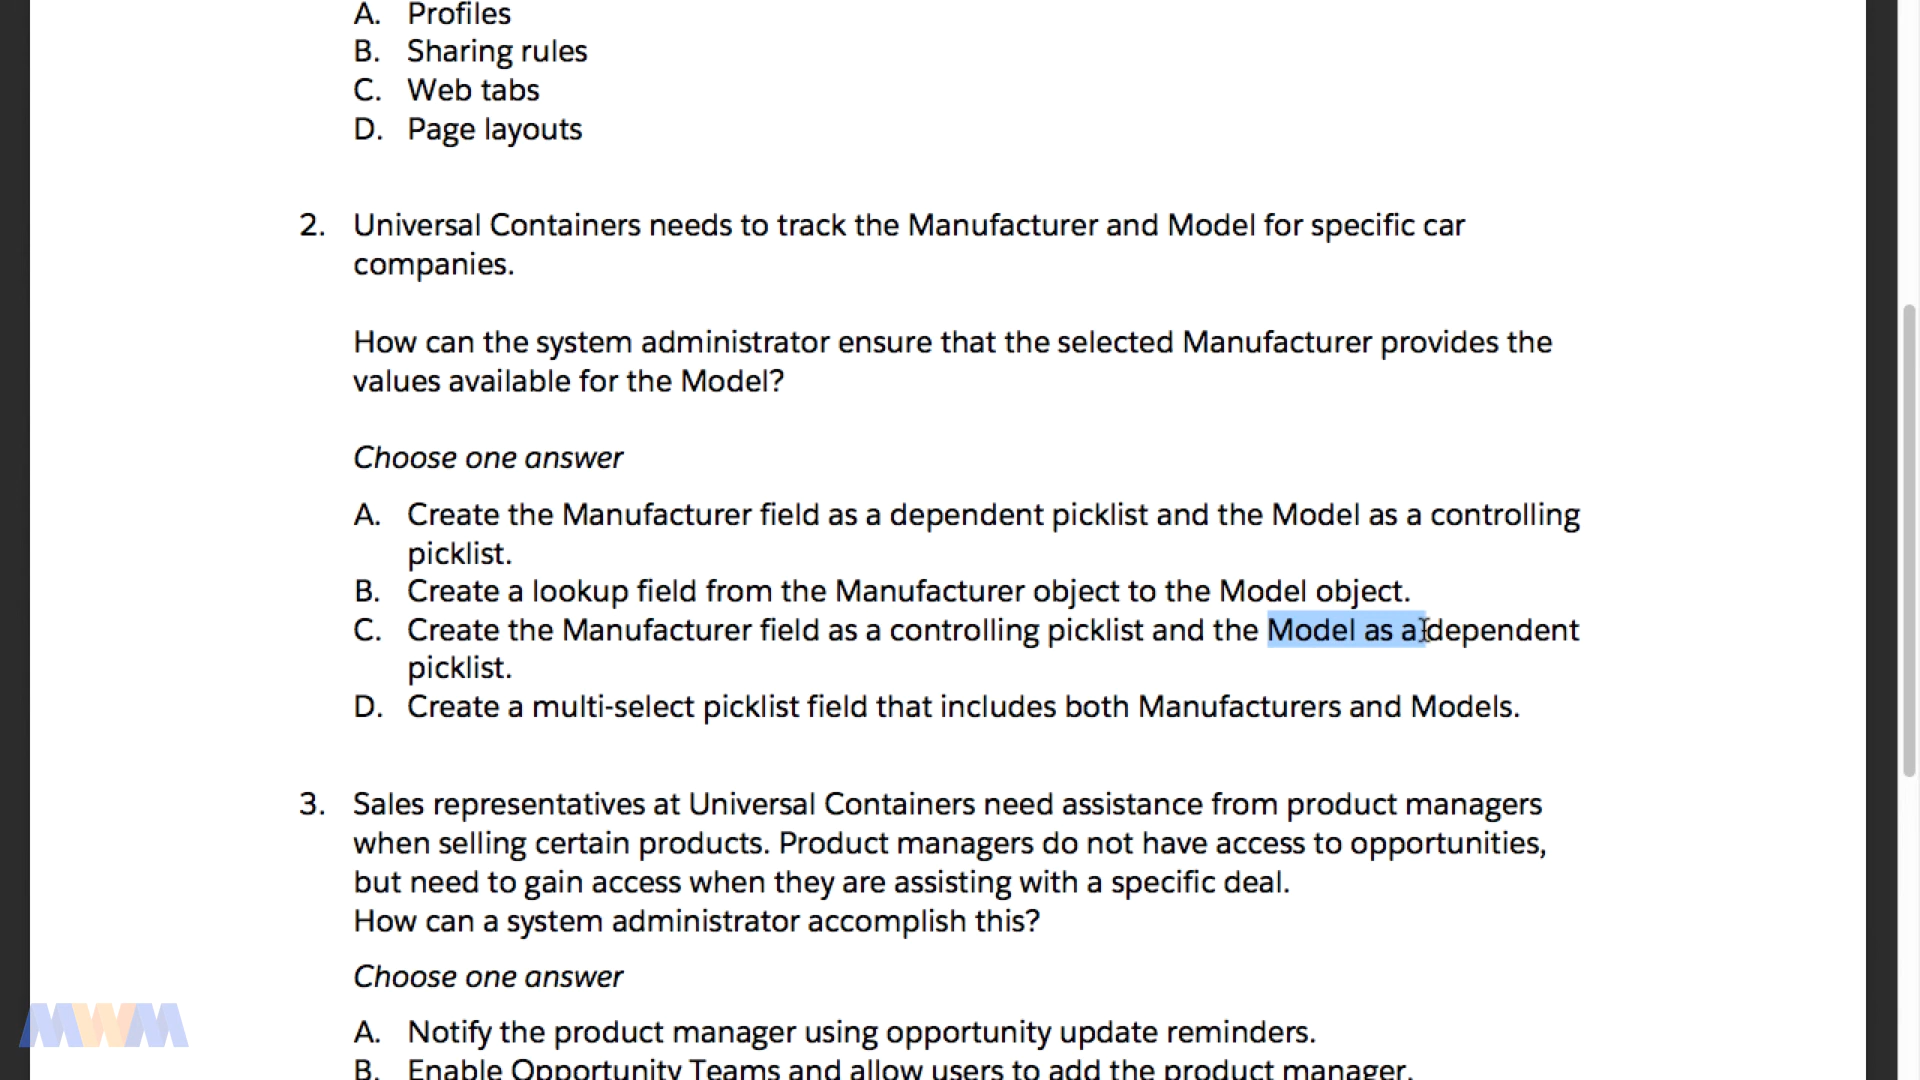 A. Profiles
B. Sharing rules
C. Web tabs
D. Page layouts
2. Universal Containers needs to track the Manufacturer and Model for specific car
companies.
How can the system administrator ensure that the selected Manufacturer provides the
values available for the Model?
Choose one answer
A. Create the Manufacturer field as a dependent picklist and the Model as a controlling
picklist.
B. Create a lookup field from the Manufacturer object to the Model object.
C. Create the Manufacturer field as a controlling picklist and the Model as a dependent
picklist.
D. Create a multi-select picklist field that includes both Manufacturers and Models.
3. Sales representatives at Universal Containers need assistance from product managers
when selling certain products. Product managers do not have access to opportunities,
but need to gain access when they are assisting with a specific deal.
How can a system administrator accomplish this?
Choose one answer
A. Notify the product manager using opportunity update reminders.
B. Enable Opportunity Teams and allow users to add the product manager.
MWM